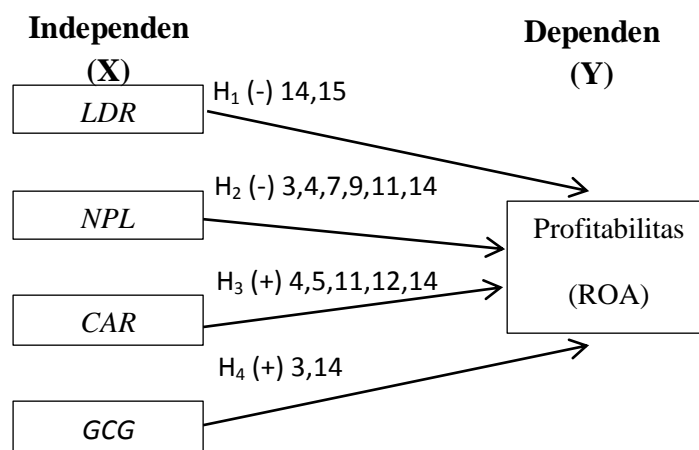 Independen
(X)
Dependen
(Y)
LDR
H₁ (-) 14,15
NPL
H₂ (-) 3,4,7,9,11,14
Profitabilitas
(ROA)
CAR
H₃ (+) 4,5,11,12,14
H₄ (+) 3,14
GCG